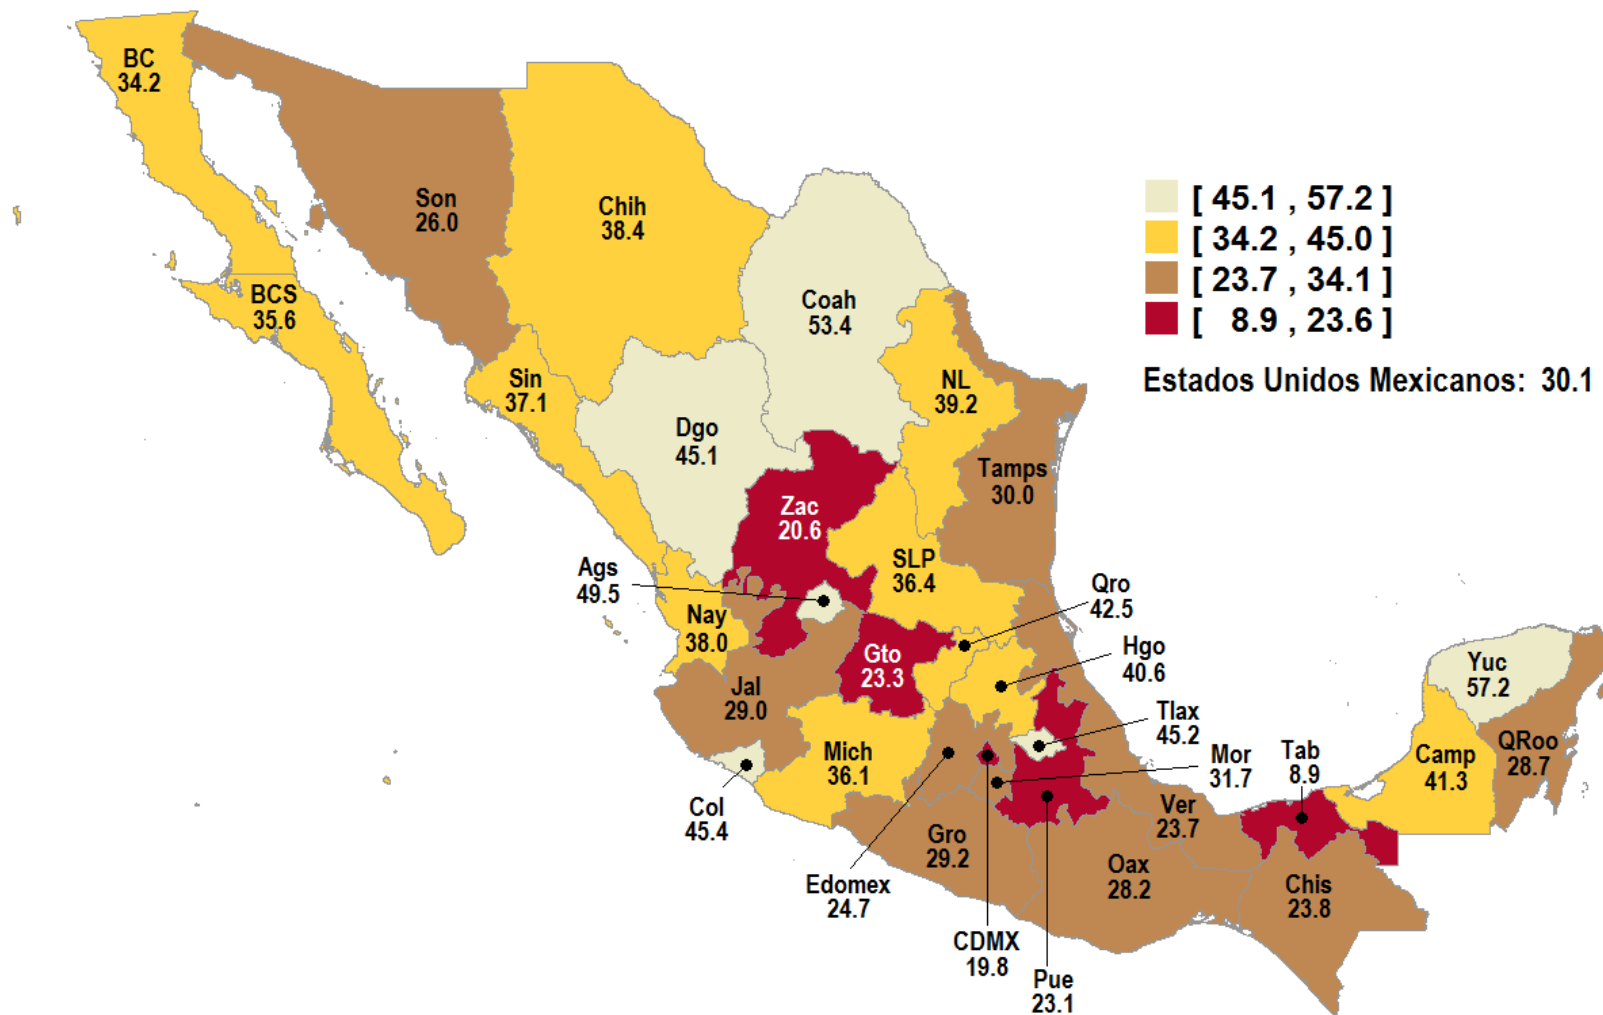 BC
34.2
Son
26.0
Chih
38.4
[ 45.1 , 57.2 ]
[ 34.2 , 45.0 ]
[ 23.7 , 34.1 ]
[ 8.9 , 23.6 ]
Estados Unidos Mexicanos: 30.1
BCS
35.6
Coah
53.4
Sin
37.1
NL
39.2
Dgo
45.1
Tamps
30.0
Zac
20.6
SLP
36.4
Ags
49.5
Qro
42.5
Nay
38.0
Gto
23.3
Hgo
40.6
Yuc
57.2
Jal
29.0
Tlax
45.2
Mich
36.1
Mor
31.7
Tab
8.9
Camp
41.3
QRoo
28.7
Col
45.4
Ver
23.7
Gro
29.2
Oax
28.2
Chis
23.8
Edomex
24.7
CDMX
19.8
Pue
23.1